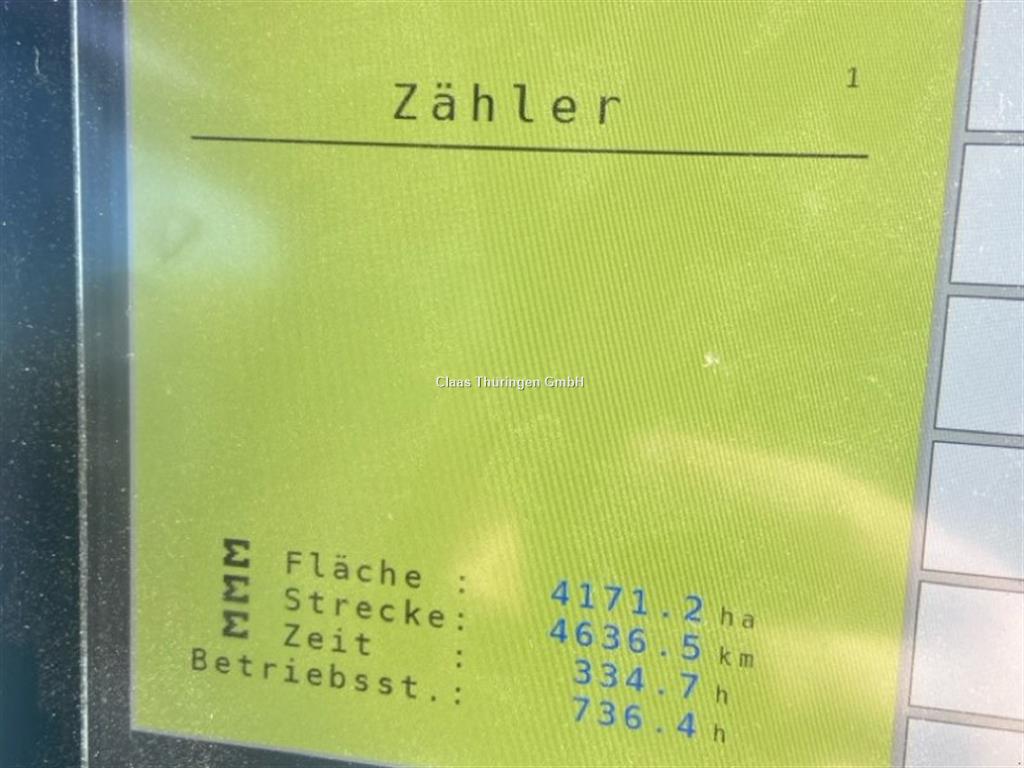 Zähler 1
Claas Thüringen GmbH
Σ Fläche : 4171.2 ha
Σ Strecke: 4636.5 km
Σ Zeit : 334.7 h
Betriebsst.: 736.4 h